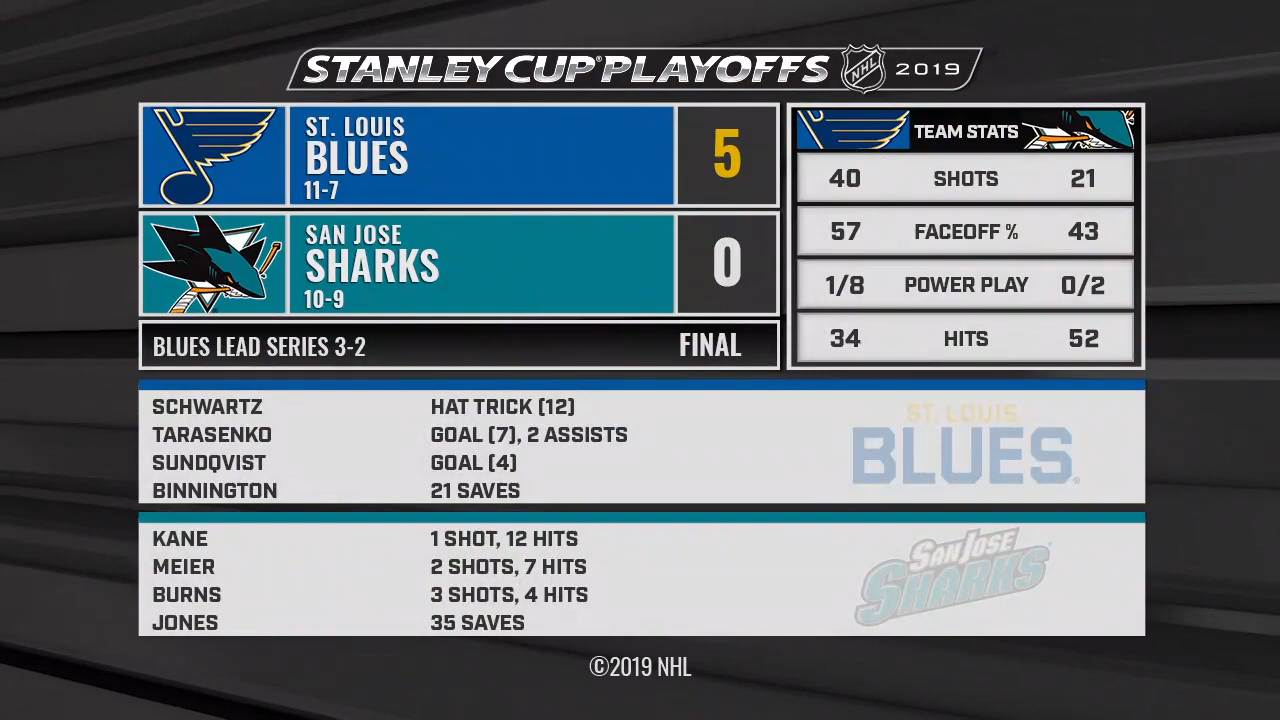 STANLEY CUP® PLAYOFFS NHL 2019
ST. LOUIS
BLUES
11-7
5
SAN JOSE
SHARKS
10-9
0
BLUES LEAD SERIES 3-2 FINAL
TEAM STATS
40 SHOTS 21
57 FACEOFF % 43
1/8 POWER PLAY 0/2
34 HITS 52
SCHWARTZ HAT TRICK (12)
TARASENKO GOAL (7), 2 ASSISTS
SUNDQVIST GOAL (4)
BINNINGTON 21 SAVES
ST. LOUIS
BLUES®
KANE 1 SHOT, 12 HITS
MEIER 2 SHOTS, 7 HITS
BURNS 3 SHOTS, 4 HITS
JONES 35 SAVES
SAN JOSE
SHARKS
©2019 NHL